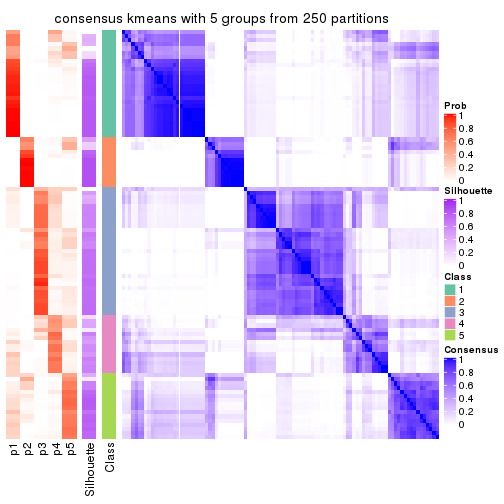 consensus kmeans with 5 groups from 250 partitions
Prob
1
0.8
0.6
0.4
0.2
0
Silhouette
1
0.8
0.6
0.4
0.2
0
Class
1
2
3
4
5
Consensus
1
0.8
0.6
0.4
0.2
0
p1
p2
p3
p4
p5
Silhouette
Class